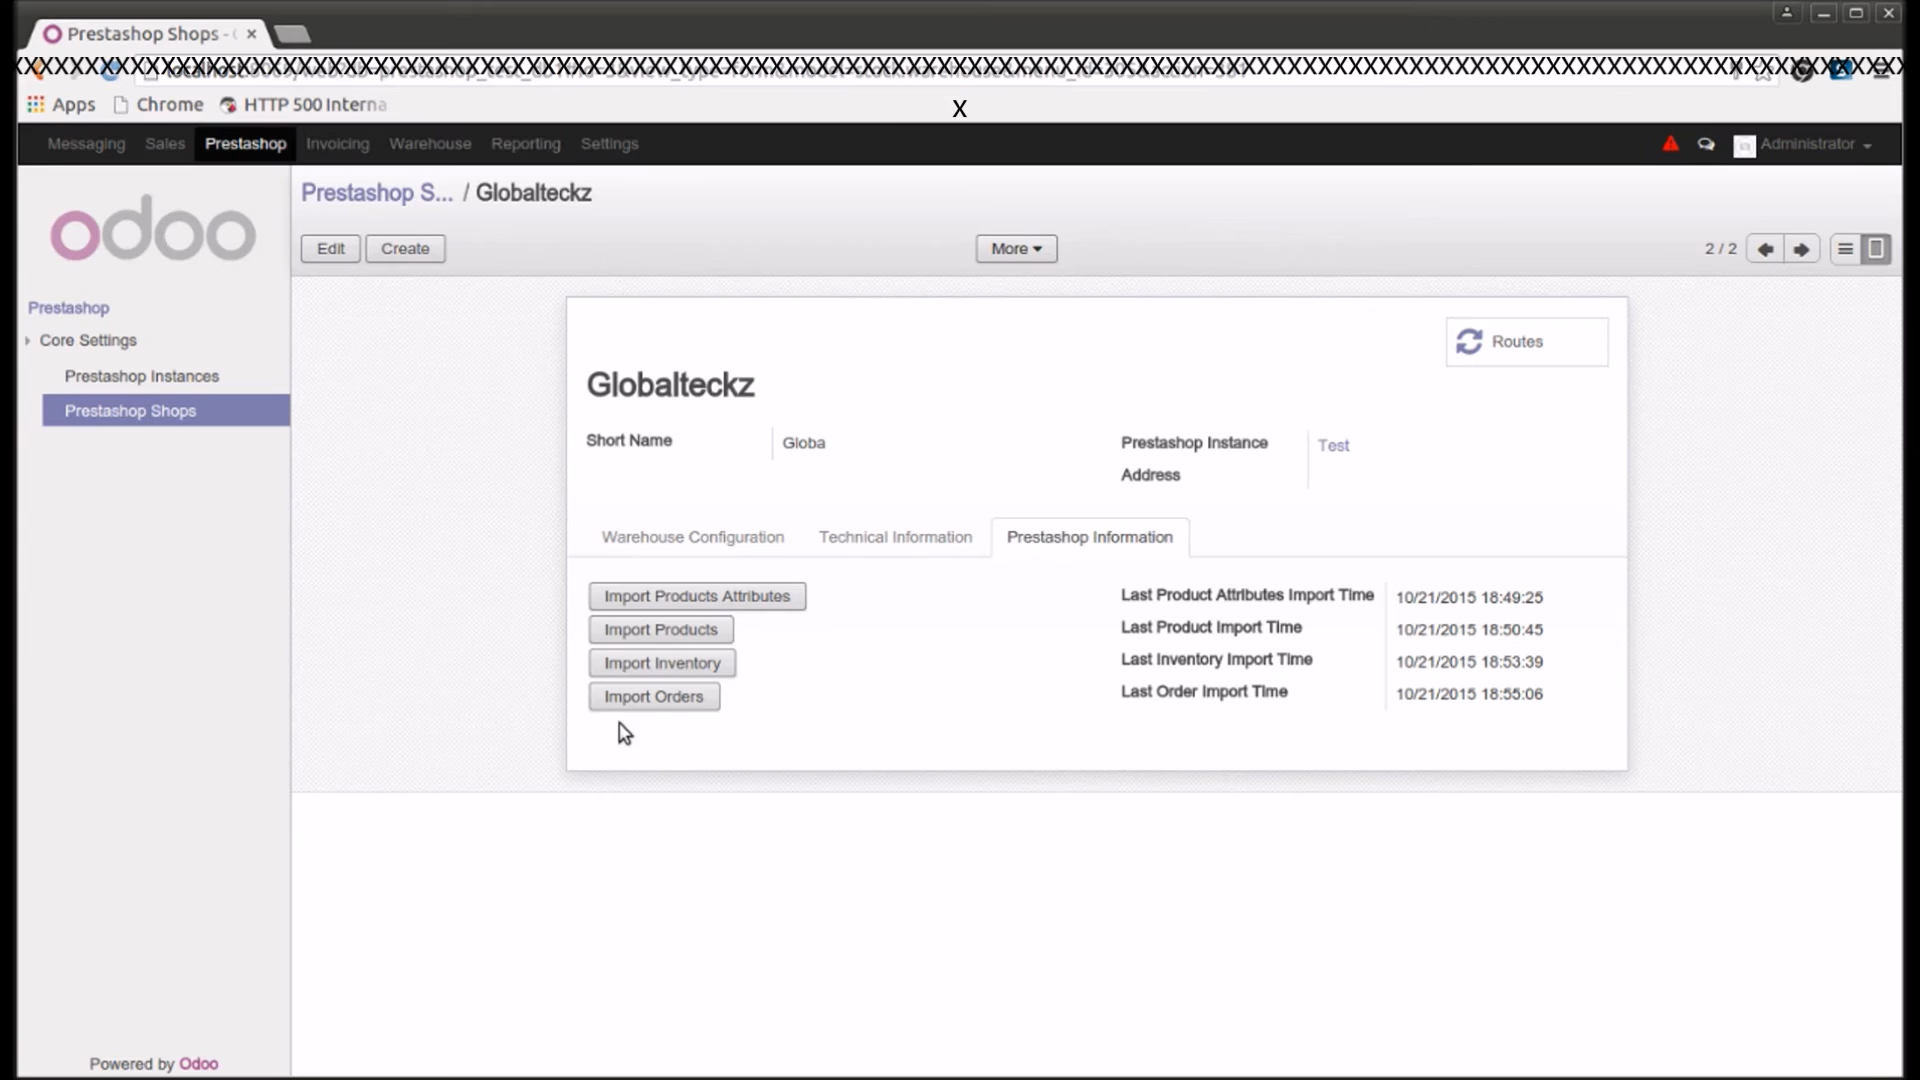 Prestashop Shops - (
Apps Chrome HTTP 500 Interna
X
Messaging Sales Prestashop Invoicing Warehouse Reporting Settings Administrator
odoo
Prestashop S... / Globalteckz
Edit Create More 2 / 2
Prestashop
Core Settings
Prestashop Instances
Prestashop Shops
Routes
Globalteckz
Short Name Globa
Prestashop Instance Test
Address
Warehouse Configuration Technical Information Prestashop Information
Import Products Attributes Last Product Attributes Import Time 10/21/2015 18:49:25
Import Products Last Product Import Time 10/21/2015 18:50:45
Import Inventory Last Inventory Import Time 10/21/2015 18:53:39
Import Orders Last Order Import Time 10/21/2015 18:55:06
Powered by Odoo